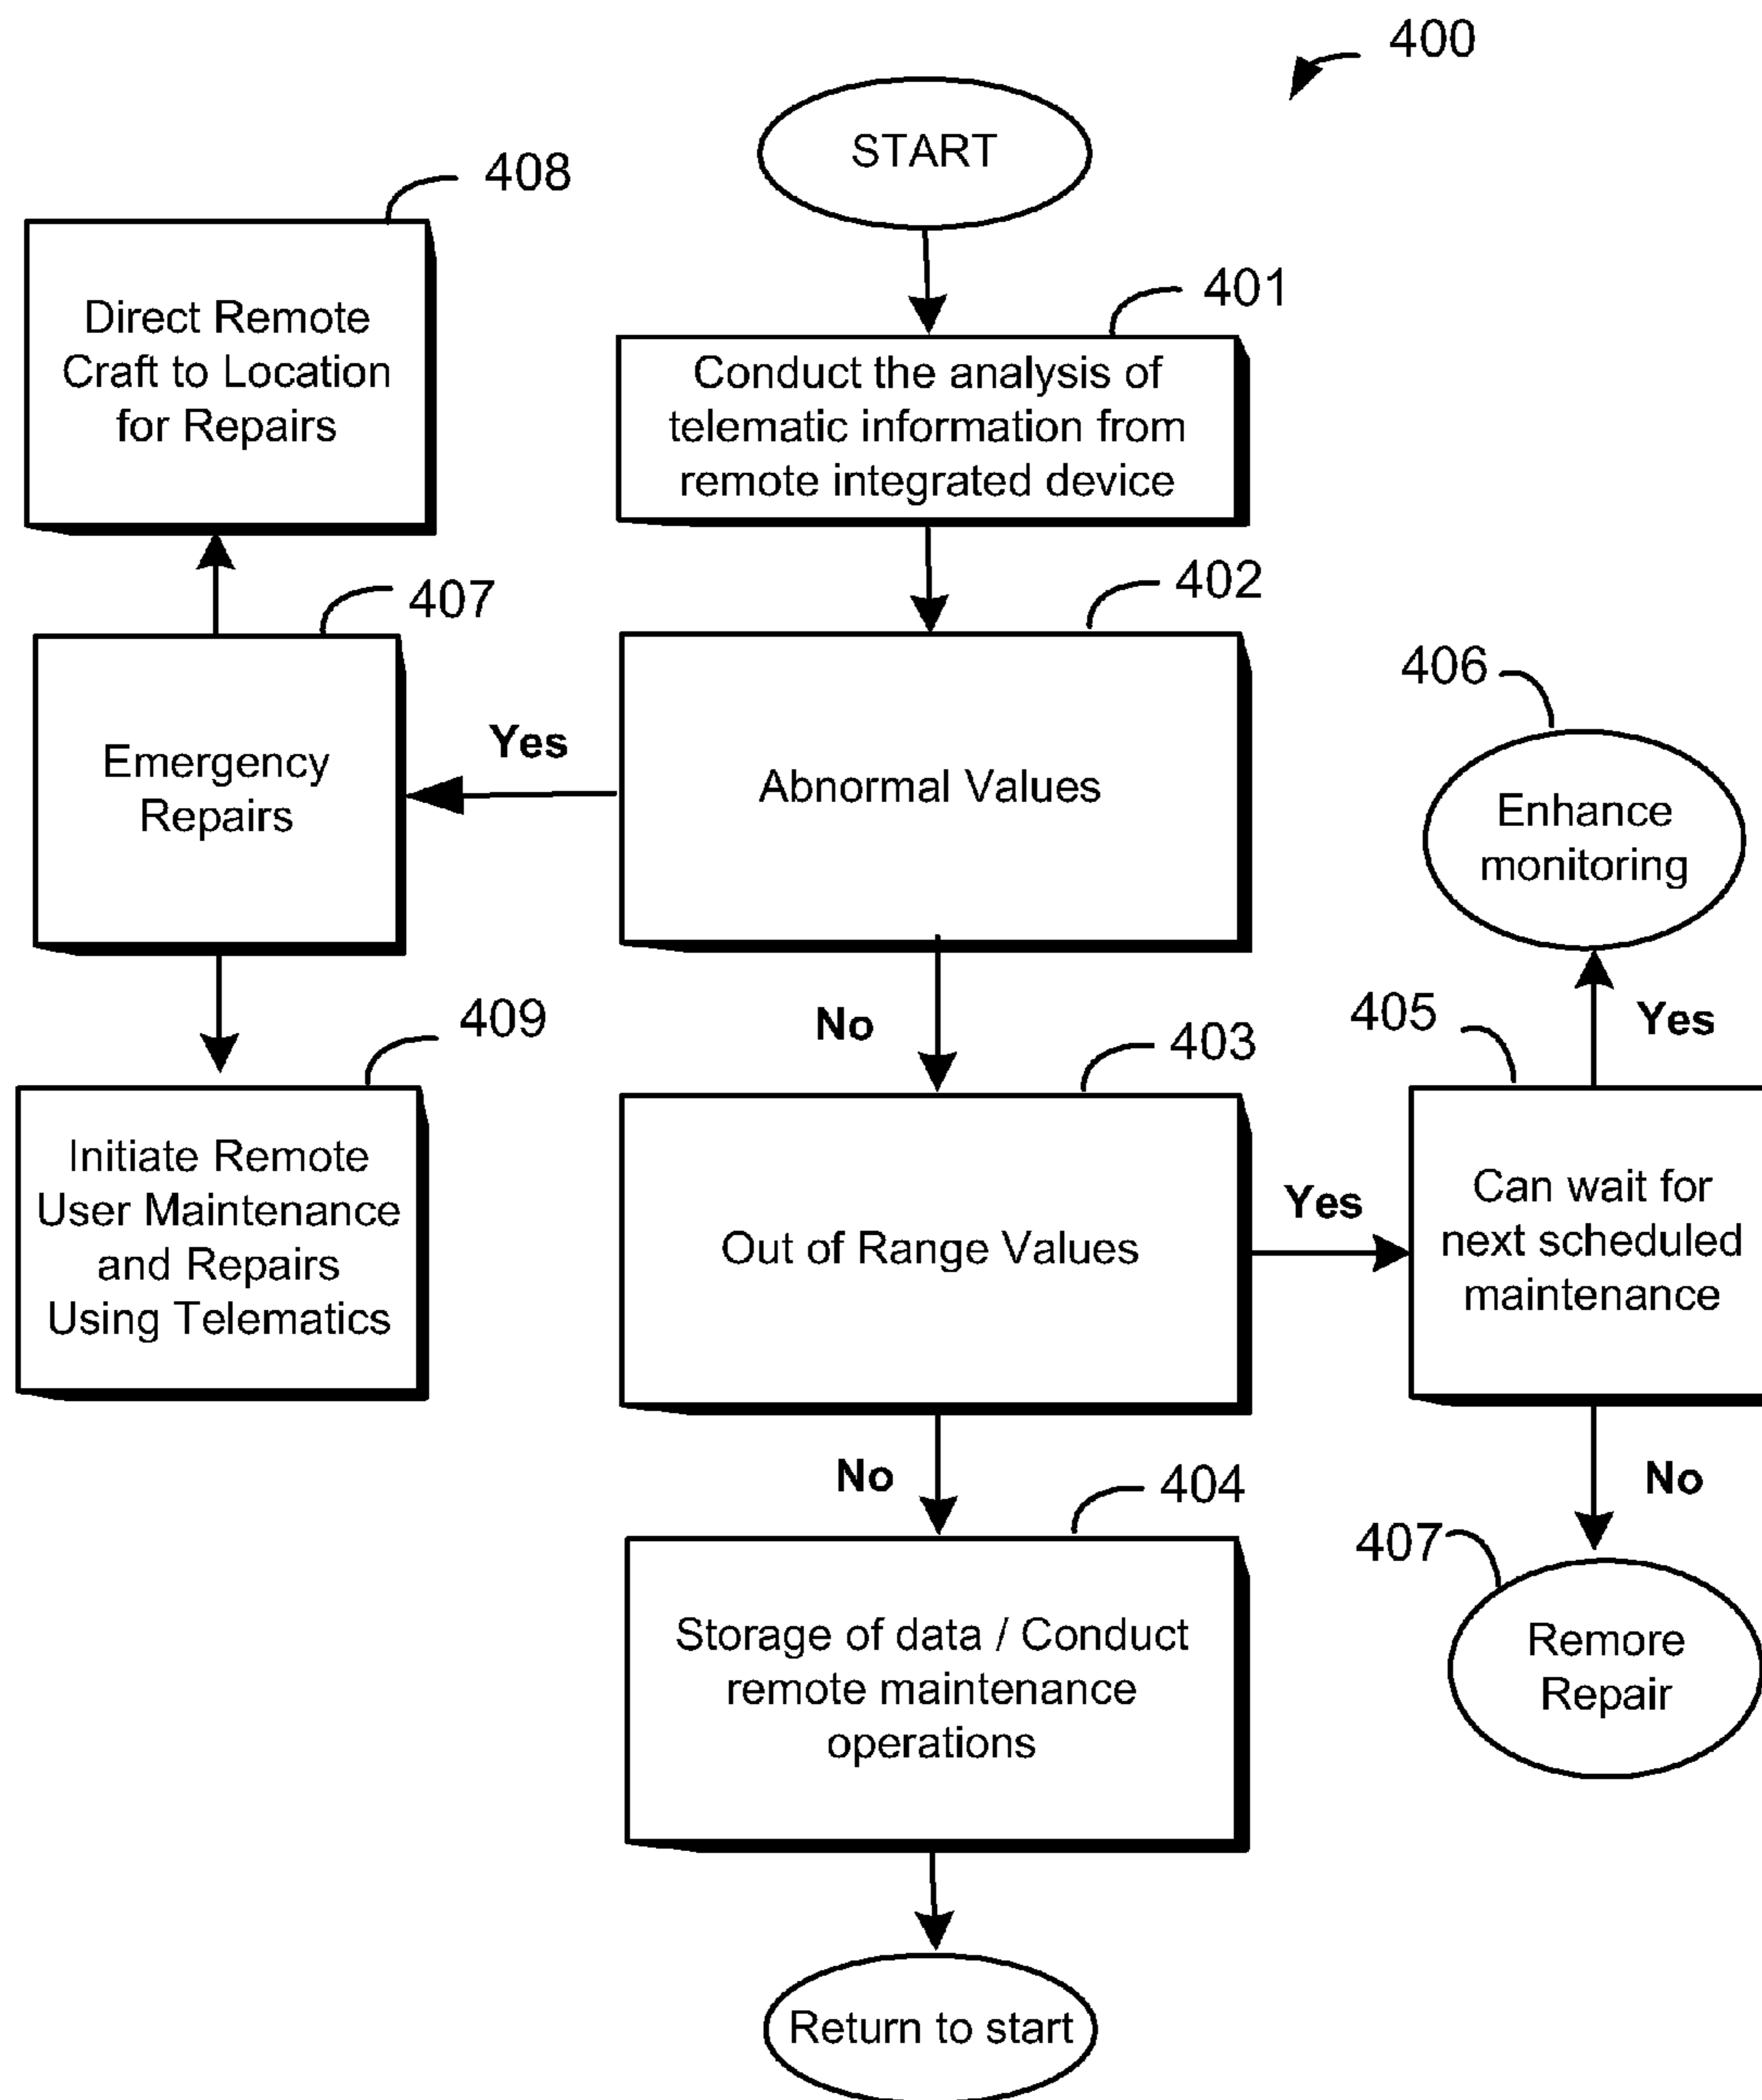 400
START
408
Direct Remote
Craft to Location
for Repairs
401
Conduct the analysis of
telematic information from
remote integrated device
407
Emergency
Repairs
Yes
402
Abnormal Values
406
Enhance
monitoring
409
Initiate Remote
User Maintenance
and Repairs
Using Telematics
No
403
Out of Range Values
Yes
405
Yes
Can wait for
next scheduled
maintenance
No
404
Storage of data / Conduct
remote maintenance
operations
No
407
Remore
Repair
Return to start